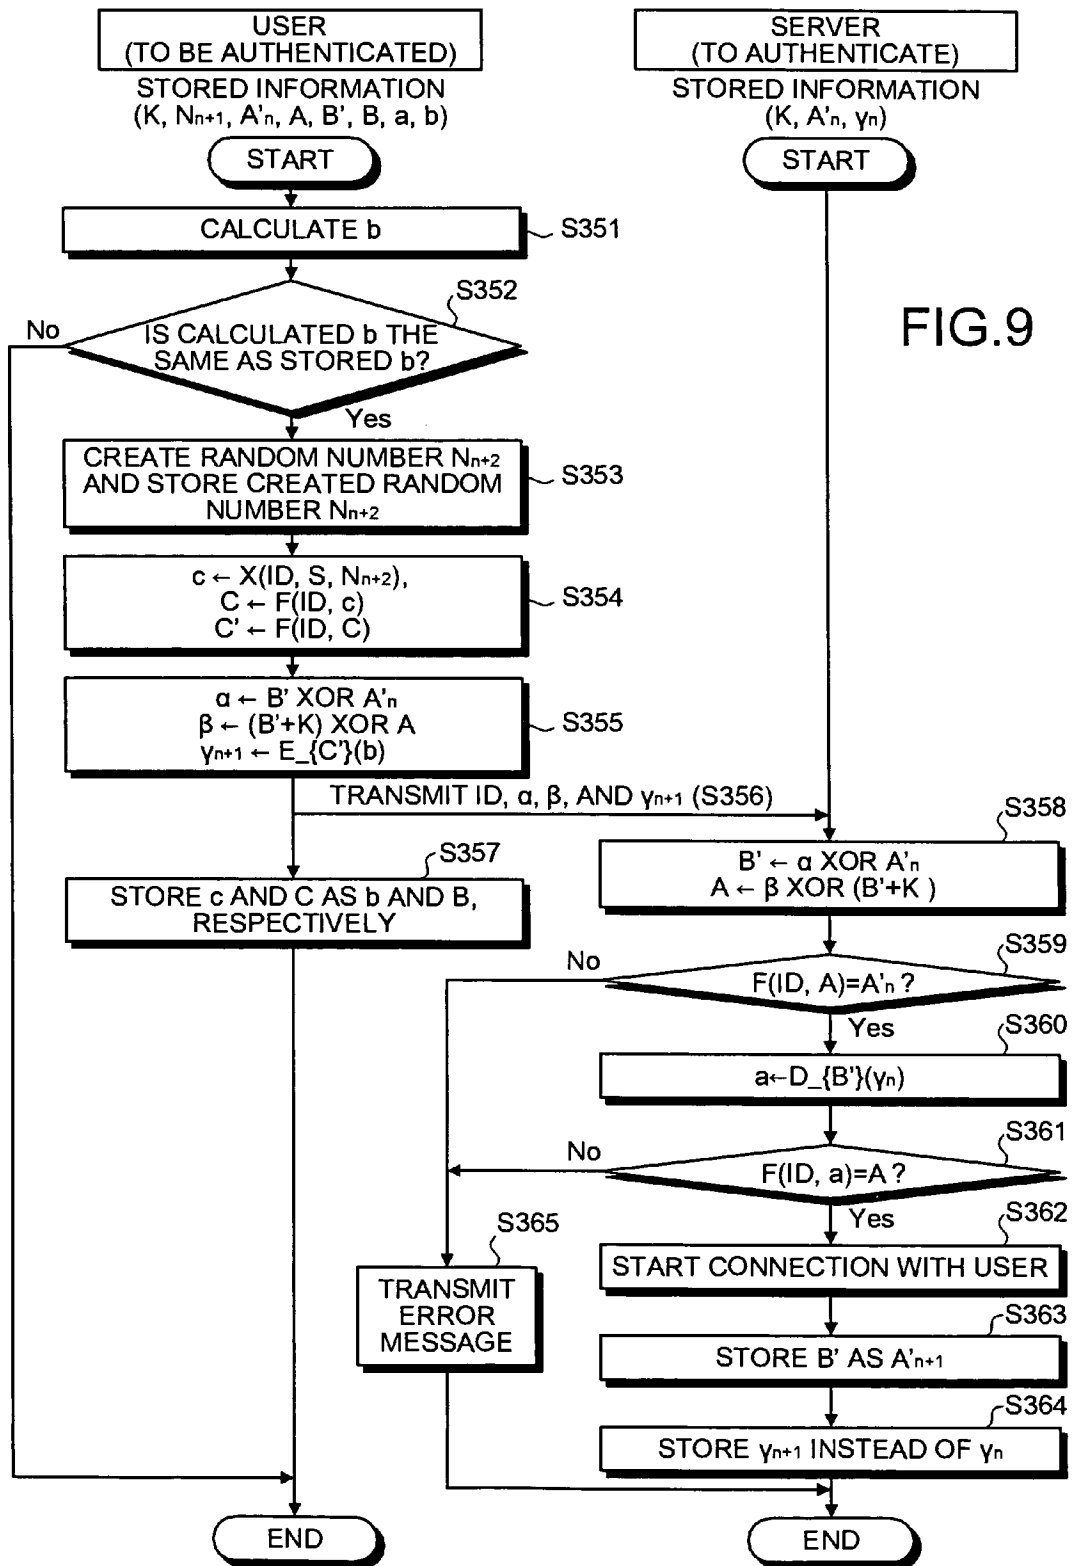 USER
(TO BE AUTHENTICATED)
STORED INFORMATION
(K, Nn+1, A'n, A, B', B, a, b)
START
CALCULATE b
S351
S352
IS CALCULATED b THE
SAME AS STORED b?
No
Yes
CREATE RANDOM NUMBER Nn+2
AND STORE CREATED RANDOM
NUMBER Nn+2
S353
c ← X(ID, S, Nn+2),
C ← F(ID, c)
C' ← F(ID, C)
S354
α ← B' XOR A'n
β ← (B'+K) XOR A
γn+1 ← E_{C'}(b)
S355
TRANSMIT ID, α, β, AND γn+1 (S356)
S357
STORE c AND C AS b AND B,
RESPECTIVELY
END
SERVER
(TO AUTHENTICATE)
STORED INFORMATION
(K, A'n, γn)
START
FIG.9
S358
B' ← α XOR A'n
A ← β XOR (B'+K )
S359
No
F(ID, A)=A'n ?
Yes
S360
a←D_{B'}(γn)
S361
No
F(ID, a)=A ?
Yes
S362
START CONNECTION WITH USER
S365
TRANSMIT
ERROR
MESSAGE
S363
STORE B' AS A'n+1
S364
STORE γn+1 INSTEAD OF γn
END